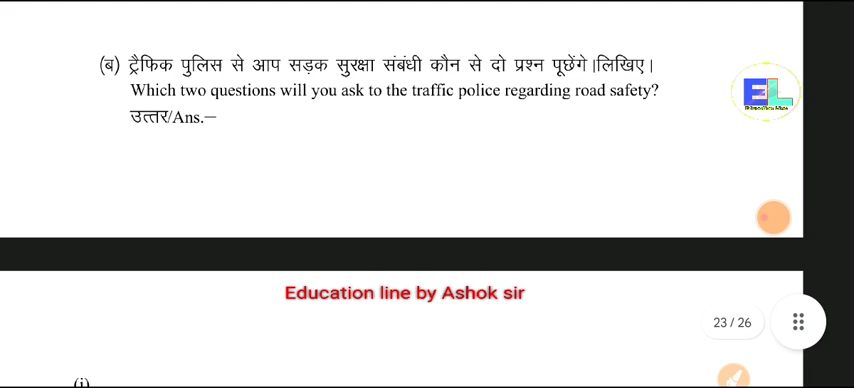 (ब) ट्रैफिक पुलिस से आप सड़क सुरक्षा संबंधी कौन से दो प्रश्न पूछेंगे।लिखिए।
Which two questions will you ask to the traffic police regarding road safety?
उत्तर/Ans.—
EL
Education line by Ashok sir
23 / 26
(i)